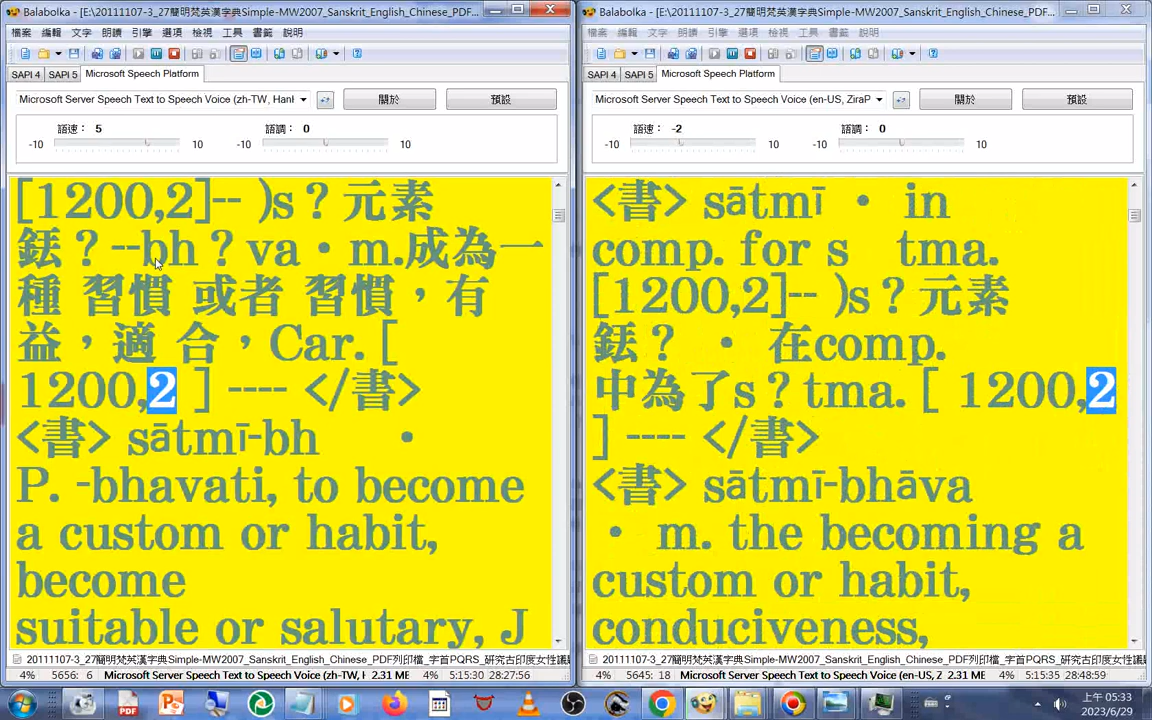 Balabolka - [E:\20111107-3_27簡明梵英漢字典Simple-MW2007_Sanskrit_English_Chinese_PDF...
檔案 編輯 文字 朗讀 引擎 選項 檢視 工具 書籤 說明
SAPI 4 SAPI 5 Microsoft Speech Platform
Microsoft Server Speech Text to Speech Voice (zh-TW, Hanl 關於 預設
語速： 5 語調： 0
-10 10 -10 10
[1200,2]-- )s？元素
鋕？--bh？va・m.成為一
種 習慣 或者 習慣，有
益，適 合，Car. [
1200,2 ] ---- </書>
<書> sātmī-bh ・
P. -bhavati, to become
a custom or habit,
become
suitable or salutary, J
20111107-3_27簡明梵英漢字典Simple-MW2007_Sanskrit_English_Chinese_PDF列印檔_字首PQRS_研究古印度女性議題
4% 5656: 6 Microsoft Server Speech Text to Speech Voice (zh-TW, H 2.31 ME 4% 5:15:30 28:27:56
Balabolka - [E:\20111107-3_27簡明梵英漢字典Simple-MW2007_Sanskrit_English_Chinese_PDF...
檔案 編輯 文字 朗讀 引擎 選項 檢視 工具 書籤 說明
SAPI 4 SAPI 5 Microsoft Speech Platform
Microsoft Server Speech Text to Speech Voice (en-US, ZiraP 關於 預設
語速： -2 語調： 0
-10 10 -10 10
<書> sātmī ・ in
comp. for s tma.
[1200,2]-- )s？元素
鋕？ ・ 在comp.
中為了s？tma. [ 1200,2
] ---- </書>
<書> sātmī-bhāva
・ m. the becoming a
custom or habit,
conduciveness,
20111107-3_27簡明梵英漢字典Simple-MW2007_Sanskrit_English_Chinese_PDF列印檔_字首PQRS_研究古印度女性議
4% 5645: 18 Microsoft Server Speech Text to Speech Voice (en-US, Z 2.31 ME 4% 5:15:35 28:48:59
上午 05:33
2023/6/29